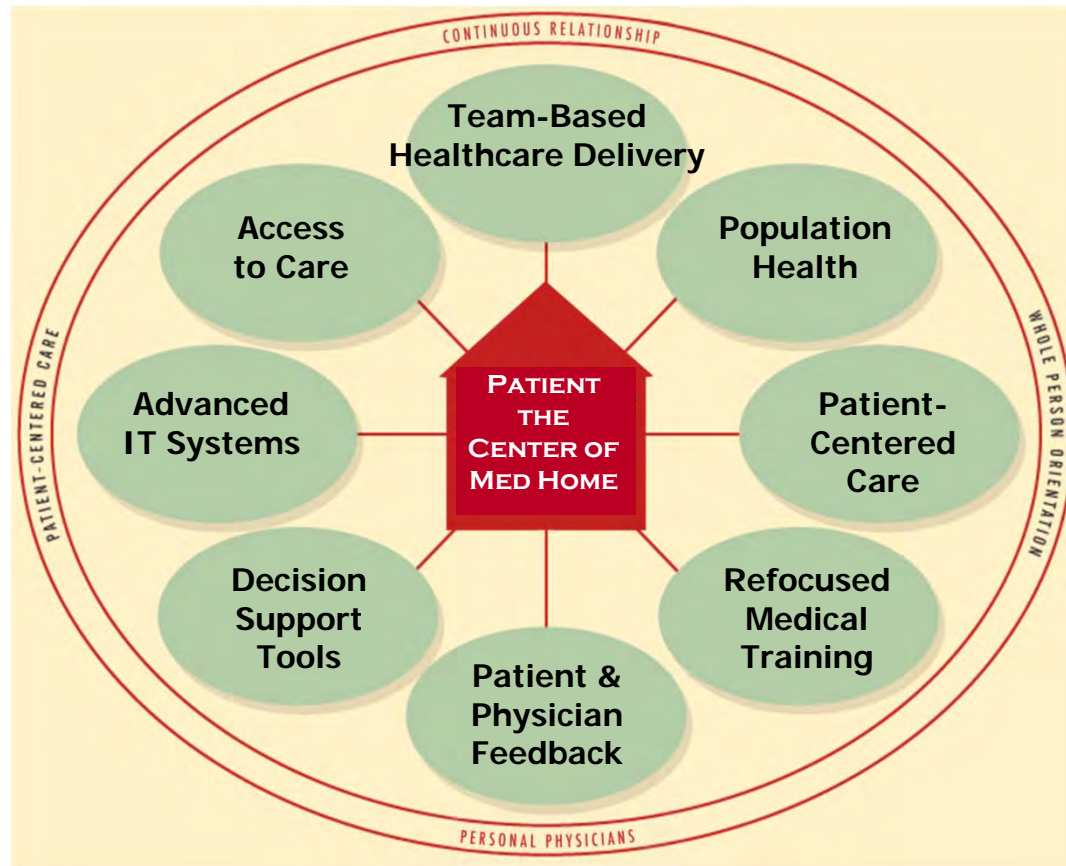 CONTINUOUS RELATIONSHIP
Team-Based
Healthcare Delivery
Access
to Care
Population
Health
PATIENT-CENTERED CARE
WHOLE PERSON ORIENTATION
Advanced
IT Systems
PATIENT
THE
CENTER OF
MED HOME
Patient-
Centered
Care
Decision
Support
Tools
Refocused
Medical
Training
Patient &
Physician
Feedback
PERSONAL PHYSICIANS